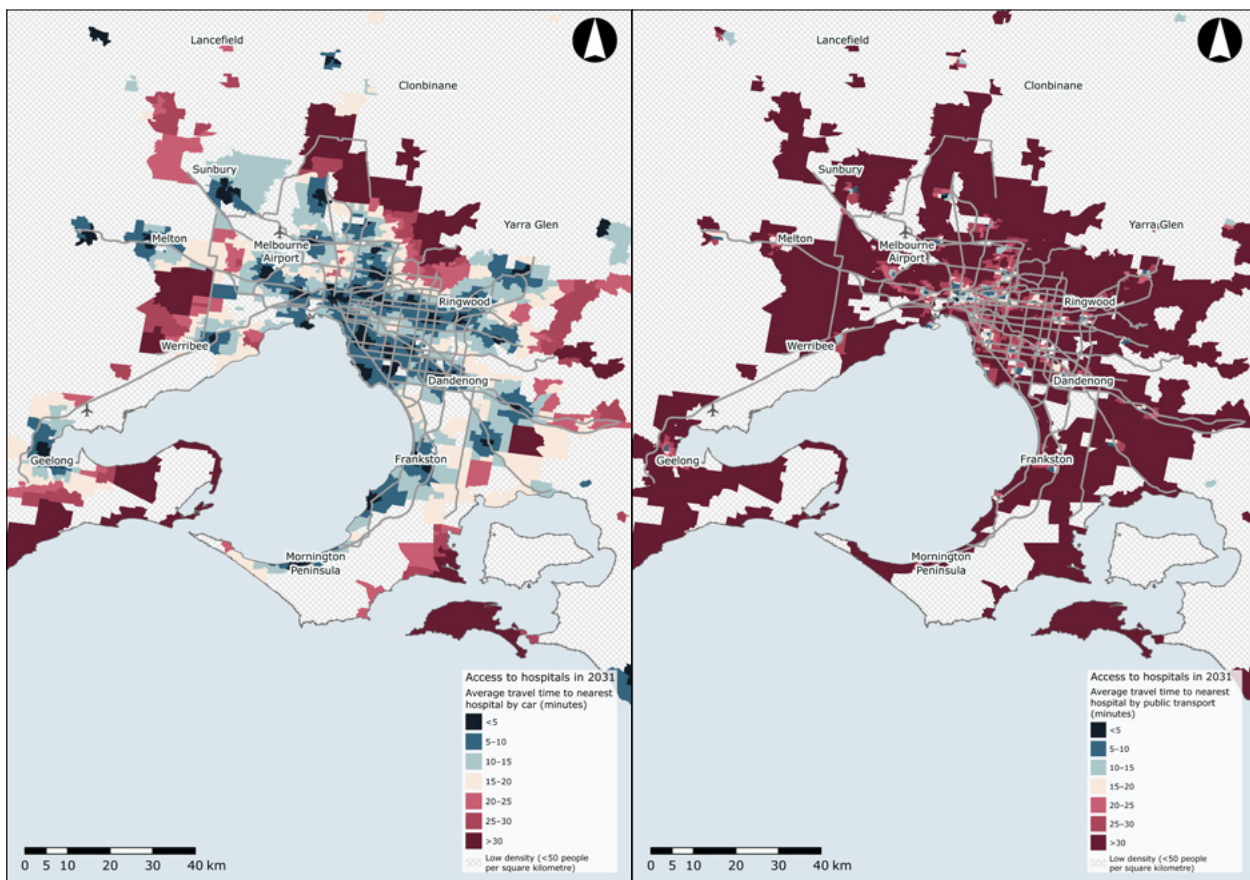 Lancefield
Clonbinane
Sunbury
Yarra Glen
Melton
Melbourne
Airport
Ringwood
Werribee
Dandenong
Geelong
Frankston
Mornington
Peninsula
Access to hospitals in 2031
Average travel time to nearest
hospital by car (minutes)
<5
5–10
10–15
15–20
20–25
25–30
>30
Low density (<50 people
per square kilometre)
0 5 10 20 30 40 km
Lancefield
Clonbinane
Sunbury
Yarra Glen
Melton
Melbourne
Airport
Ringwood
Werribee
Dandenong
Geelong
Frankston
Mornington
Peninsula
Access to hospitals in 2031
Average travel time to nearest
hospital by public transport
(minutes)
<5
5–10
10–15
15–20
20–25
25–30
>30
Low density (<50 people
per square kilometre)
0 5 10 20 30 40 km